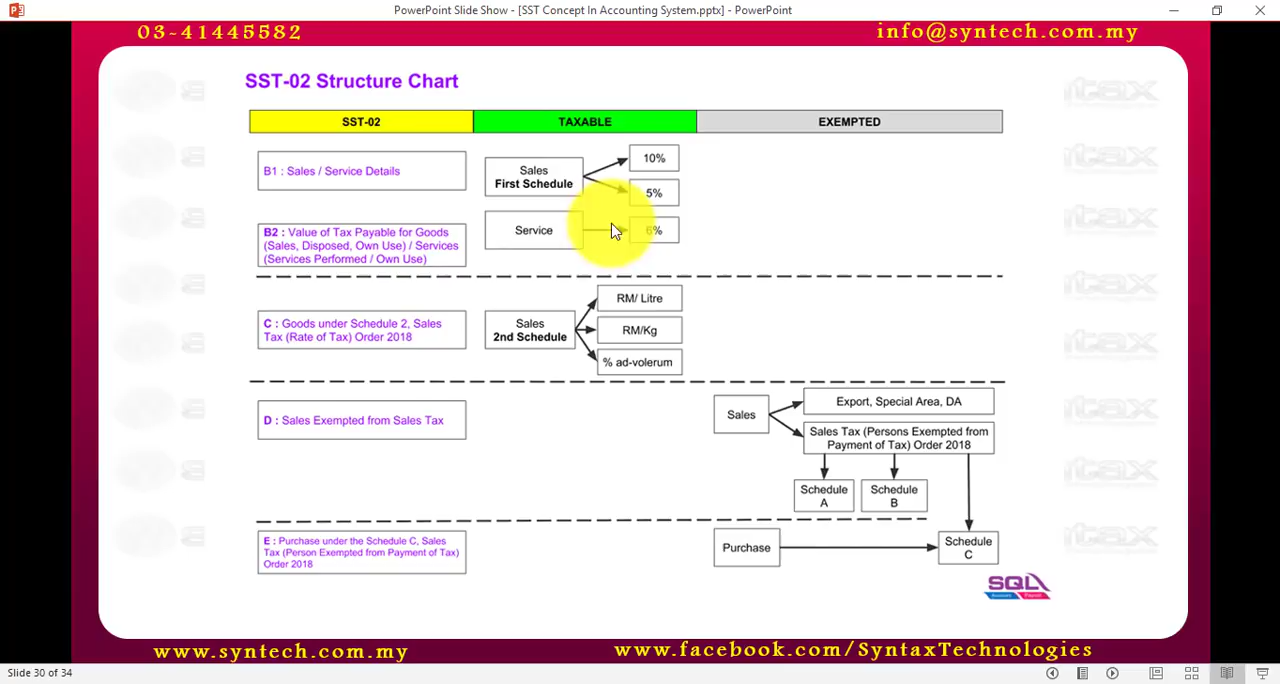 PowerPoint Slide Show - [SST Concept In Accounting System.pptx] - PowerPoint
03-41445582
info@syntech.com.my
SST-02 Structure Chart
SST-02
TAXABLE
EXEMPTED
B1 : Sales / Service Details
Sales
First Schedule
10%
5%
B2: Value of Tax Payable for Goods
(Sales, Disposed, Own Use) / Services
(Services Performed / Own Use)
Service
6%
C : Goods under Schedule 2, Sales
Tax (Rate of Tax) Order 2018
Sales
2nd Schedule
RM/ Litre
RM/Kg
% ad-volerum
D : Sales Exempted from Sales Tax
Sales
Export, Special Area, DA
Sales Tax (Persons Exempted from
Payment of Tax) Order 2018
Schedule
A
Schedule
B
E : Purchase under the Schedule C, Sales
Tax (Person Exempted from Payment of Tax)
Order 2018
Purchase
Schedule
C
SQL
www.syntech.com.my
www.facebook.com/SyntaxTechnologies
Slide 30 of 34